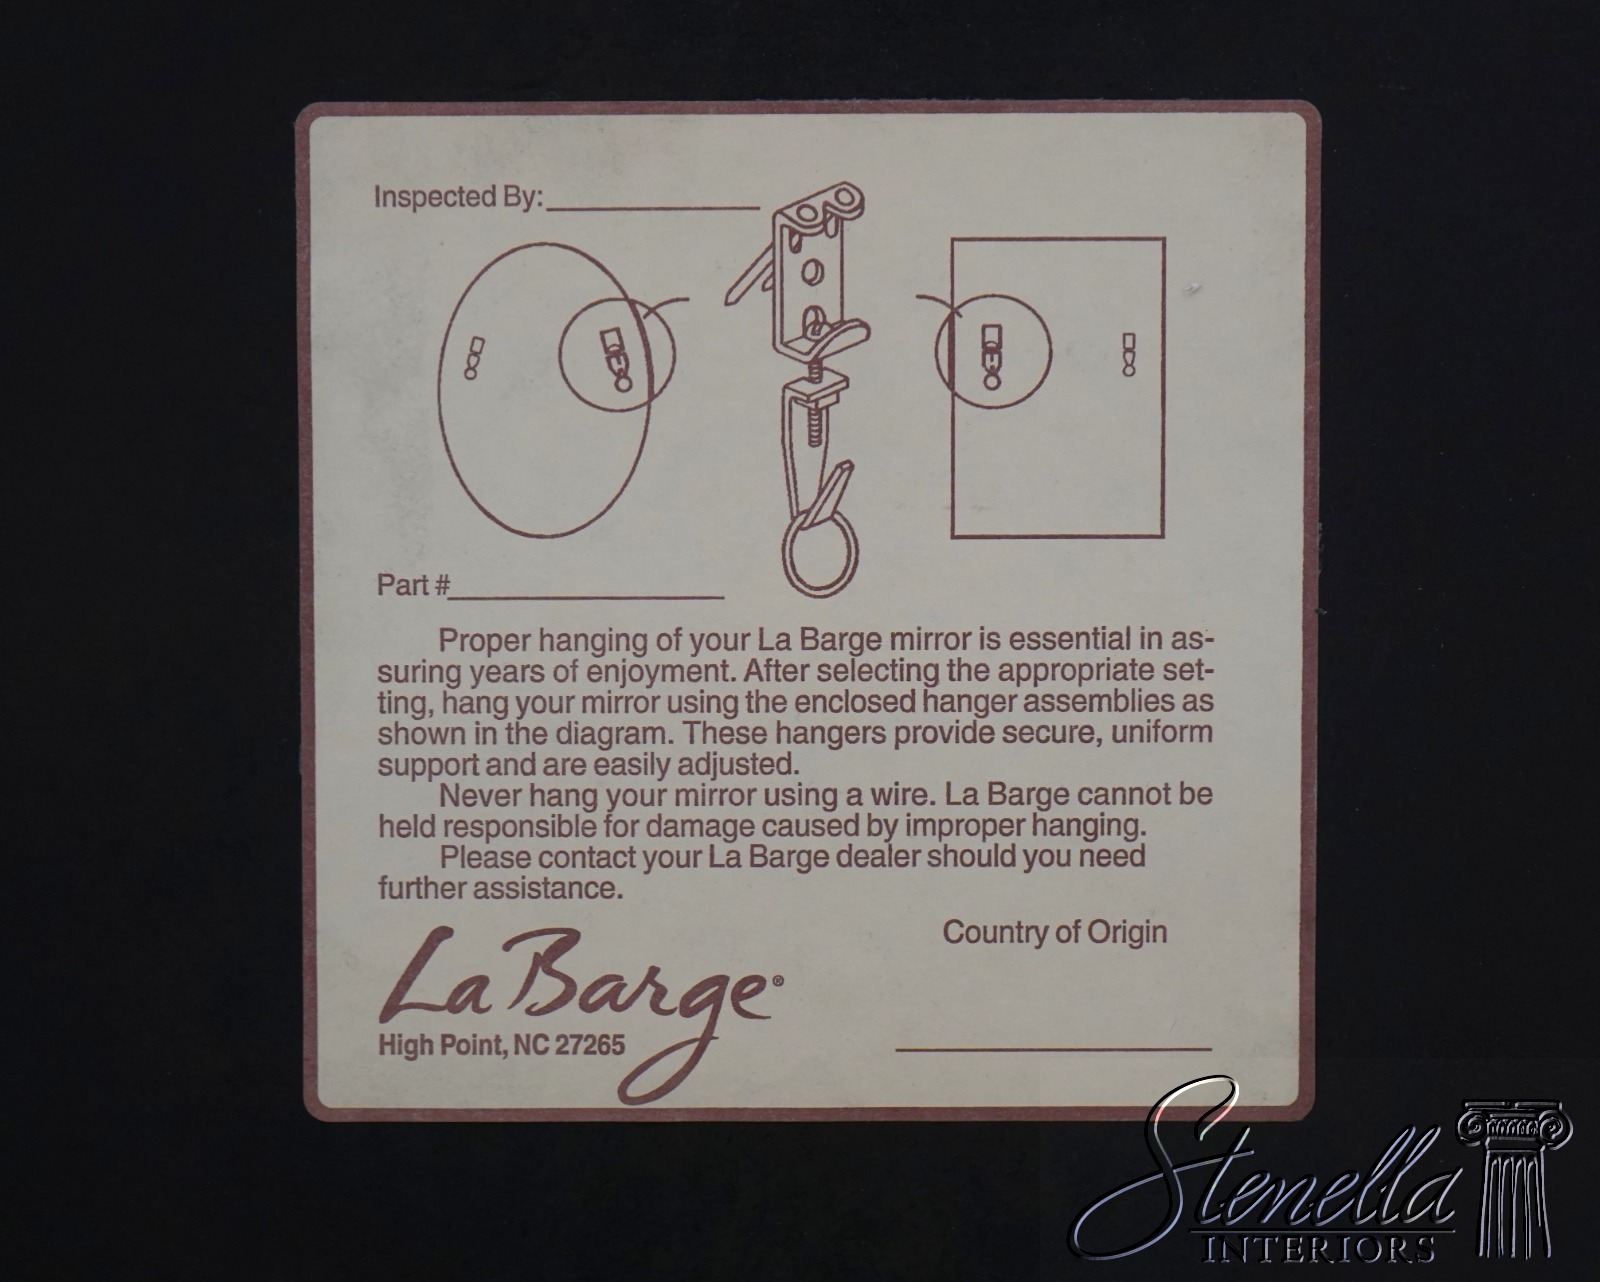 Inspected By:
Part #
Proper hanging of your La Barge mirror is essential in as-
suring years of enjoyment. After selecting the appropriate set-
ting, hang your mirror using the enclosed hanger assemblies as
shown in the diagram. These hangers provide secure, uniform
support and are easily adjusted.
Never hang your mirror using a wire. La Barge cannot be
held responsible for damage caused by improper hanging.
Please contact your La Barge dealer should you need
further assistance.
Country of Origin
La Barge®
High Point, NC 27265
Stenella
INTERIORS